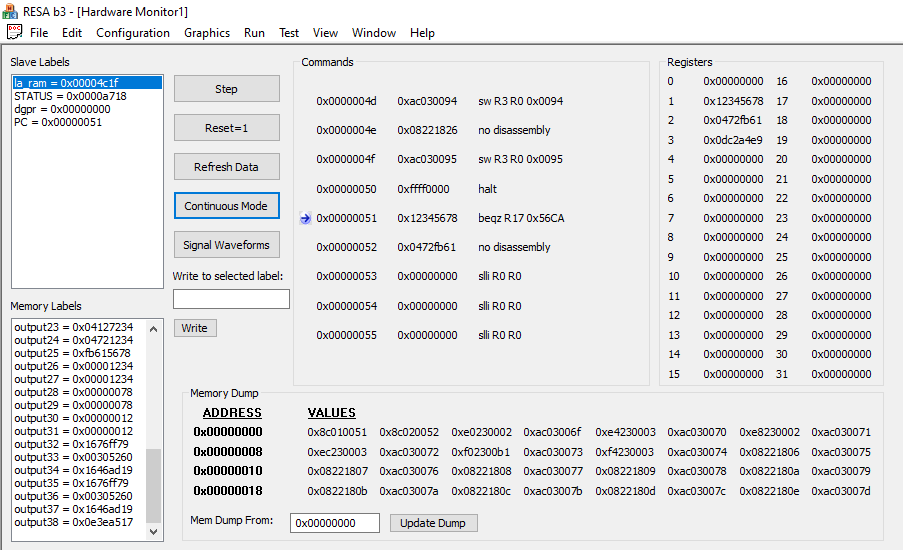 RESA b3 - [Hardware Monitor1]
File Edit Configuration Graphics Run Test View Window Help
Slave Labels
la_ram = 0x00004c1f
STATUS = 0x0000a718
dgpr = 0x00000000
PC = 0x00000051
Memory Labels
output23 = 0x04127234
output24 = 0x04721234
output25 = 0xfb615678
output26 = 0x00001234
output27 = 0x00001234
output28 = 0x00000078
output29 = 0x00000078
output30 = 0x00000012
output31 = 0x00000012
output32 = 0x1676ff79
output33 = 0x00305260
output34 = 0x1646ad19
output35 = 0x1676ff79
output36 = 0x00305260
output37 = 0x1646ad19
output38 = 0x0e3ea517
Step
Reset=1
Refresh Data
Continuous Mode
Signal Waveforms
Write to selected label:
Write
Commands
0x0000004d 0xac030094 sw R3 R0 0x0094
0x0000004e 0x08221826 no disassembly
0x0000004f 0xac030095 sw R3 R0 0x0095
0x00000050 0xffff0000 halt
0x00000051 0x12345678 beqz R17 0x56CA
0x00000052 0x0472fb61 no disassembly
0x00000053 0x00000000 slli R0 R0
0x00000054 0x00000000 slli R0 R0
0x00000055 0x00000000 slli R0 R0
Registers
0 0x00000000 16 0x00000000
1 0x12345678 17 0x00000000
2 0x0472fb61 18 0x00000000
3 0x0dc2a4e9 19 0x00000000
4 0x00000000 20 0x00000000
5 0x00000000 21 0x00000000
6 0x00000000 22 0x00000000
7 0x00000000 23 0x00000000
8 0x00000000 24 0x00000000
9 0x00000000 25 0x00000000
10 0x00000000 26 0x00000000
11 0x00000000 27 0x00000000
12 0x00000000 28 0x00000000
13 0x00000000 29 0x00000000
14 0x00000000 30 0x00000000
15 0x00000000 31 0x00000000
Memory Dump
ADDRESS VALUES
0x00000000 0x8c010051 0x8c020052 0xe0230002 0xac03006f 0xe4230003 0xac030070 0xe8230002 0xac030071
0x00000008 0xec230003 0xac030072 0xf02300b1 0xac030073 0xf4230003 0xac030074 0x08221806 0xac030075
0x00000010 0x08221807 0xac030076 0x08221808 0xac030077 0x08221809 0xac030078 0x0822180a 0xac030079
0x00000018 0x0822180b 0xac03007a 0x0822180c 0xac03007b 0x0822180d 0xac03007c 0x0822180e 0xac03007d
Mem Dump From: 0x00000000 Update Dump